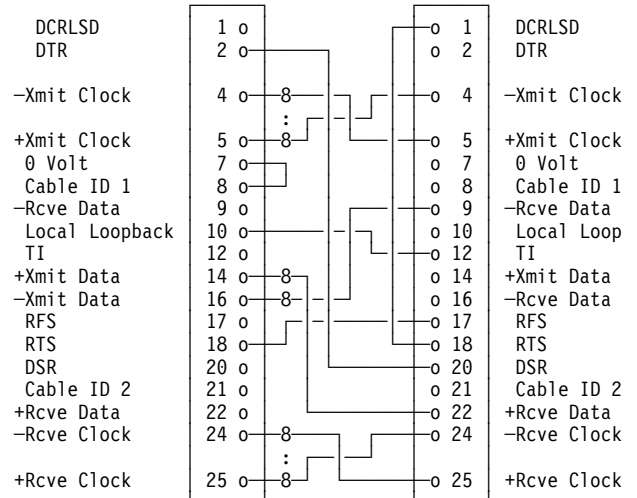 DCRLSD 1 o o 1 DCRLSD
DTR 2 o o 2 DTR
−Xmit Clock 4 o 8 o 4 −Xmit Clock
:
+Xmit Clock 5 o 8 o 5 +Xmit Clock
0 Volt 7 o o 7 0 Volt
Cable ID 1 8 o o 8 Cable ID 1
−Rcve Data 9 o o 9 −Rcve Data
Local Loopback 10 o o 10 Local Loop
TI 12 o o 12 TI
+Xmit Data 14 o 8 o 14 +Xmit Data
−Xmit Data 16 o 8 o 16 −Rcve Data
RFS 17 o o 17 RFS
RTS 18 o o 18 RTS
DSR 20 o o 20 DSR
Cable ID 2 21 o o 21 Cable ID 2
+Rcve Data 22 o o 22 +Rcve Data
−Rcve Clock 24 o 8 o 24 −Rcve Clock
:
+Rcve Clock 25 o 8 o 25 +Rcve Clock